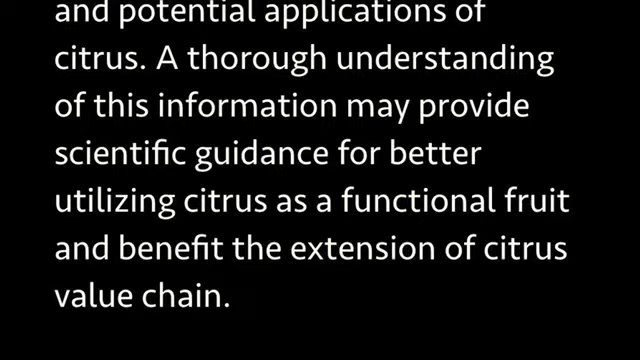 and potential applications of
citrus. A thorough understanding
of this information may provide
scientific guidance for better
utilizing citrus as a functional fruit
and benefit the extension of citrus
value chain.